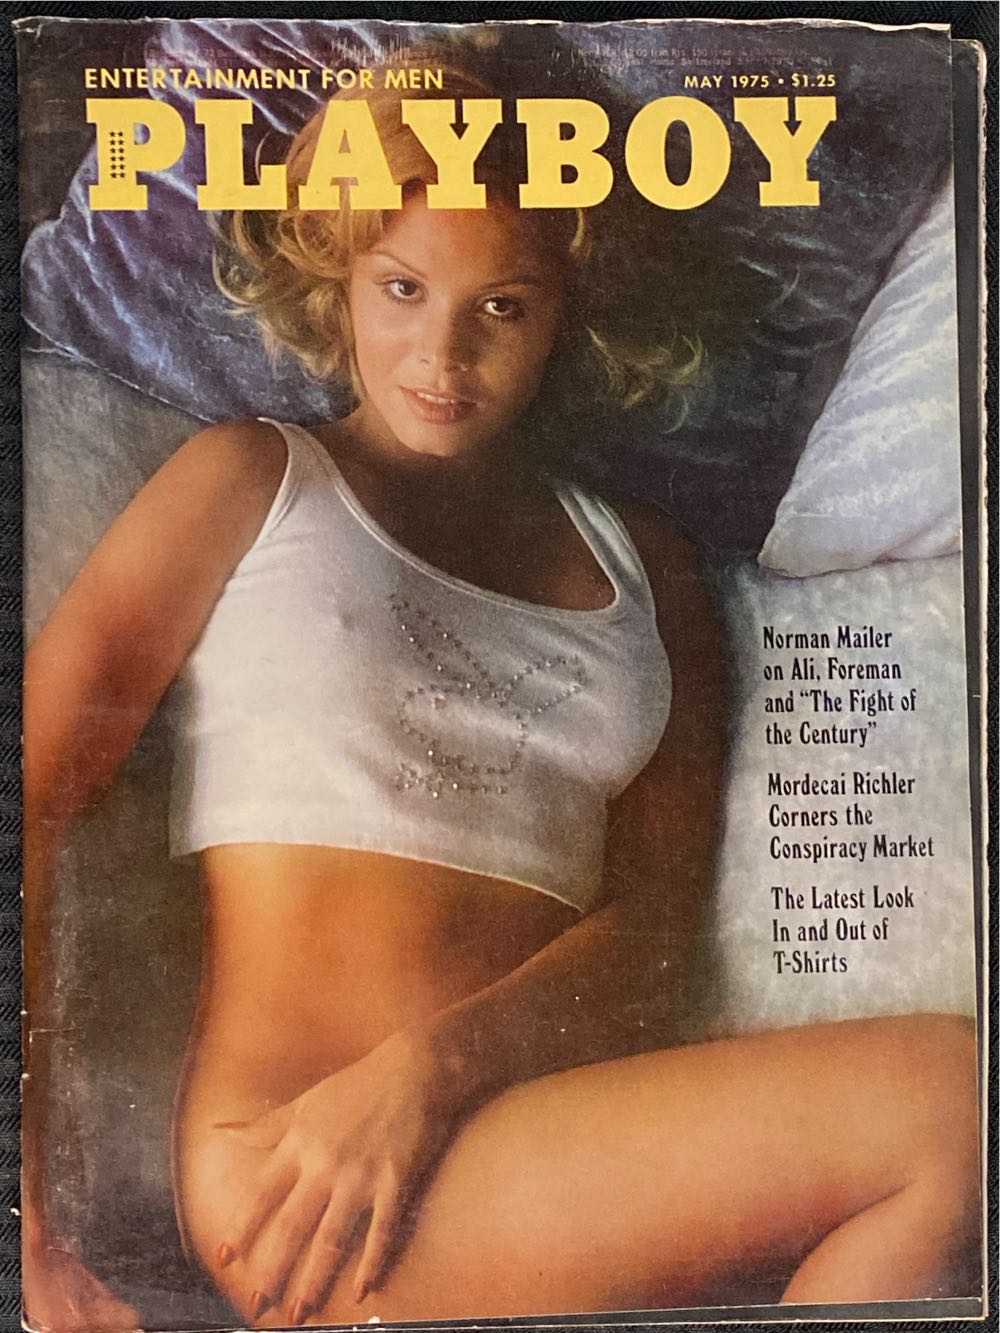 ENTERTAINMENT FOR MEN
MAY 1975 • $1.25
PLAYBOY
Norman Mailer
on Ali, Foreman
and “The Fight of
the Century”
Mordecai Richler
Corners the
Conspiracy Market
The Latest Look
In and Out of
T-Shirts